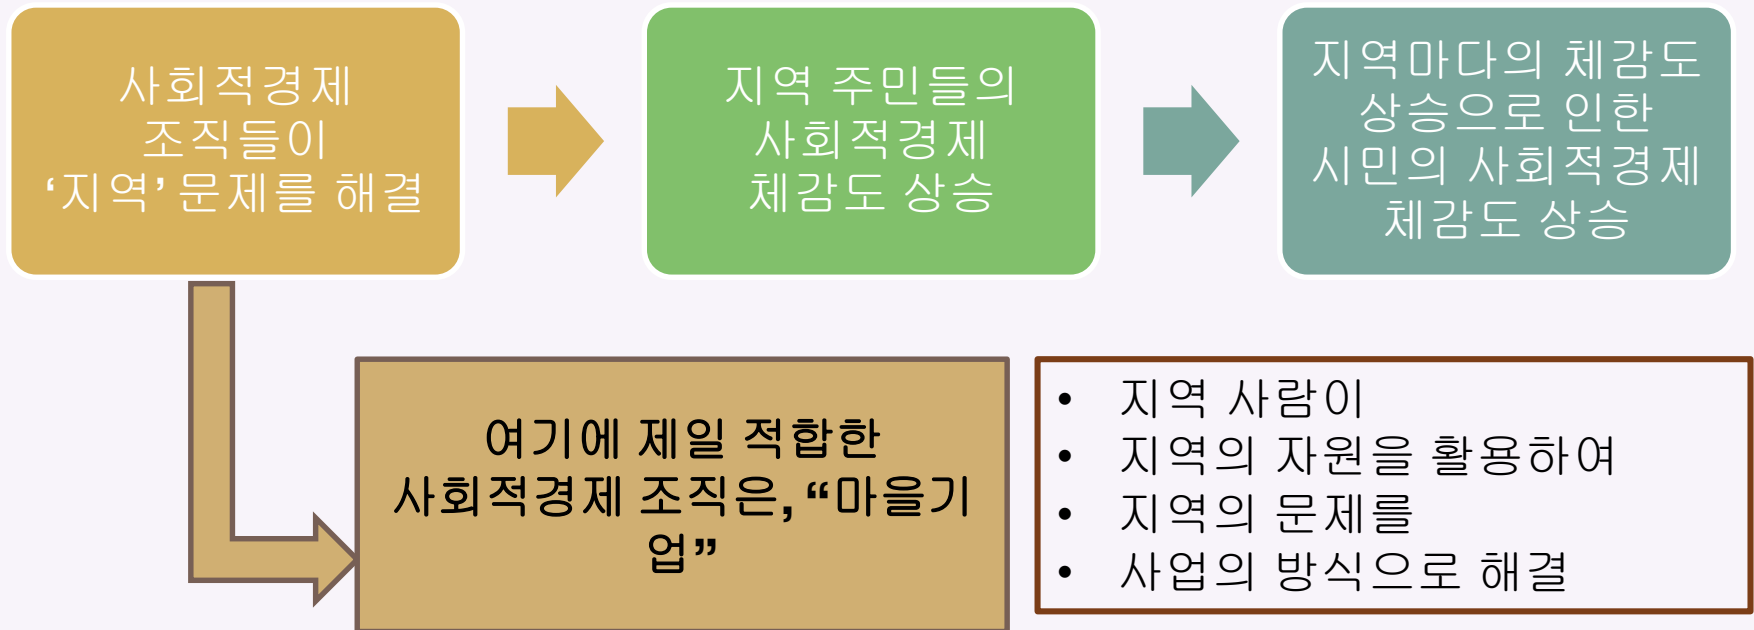 사회적경제
조직들이
‘지역’ 문제를 해결
지역 주민들의
사회적경제
체감도 상승
지역마다의 체감도
상승으로 인한
시민의 사회적경제
체감도 상승
여기에 제일 적합한
사회적경제 조직은, “마을기
업”
• 지역 사람이
• 지역의 자원을 활용하여
• 지역의 문제를
• 사업의 방식으로 해결